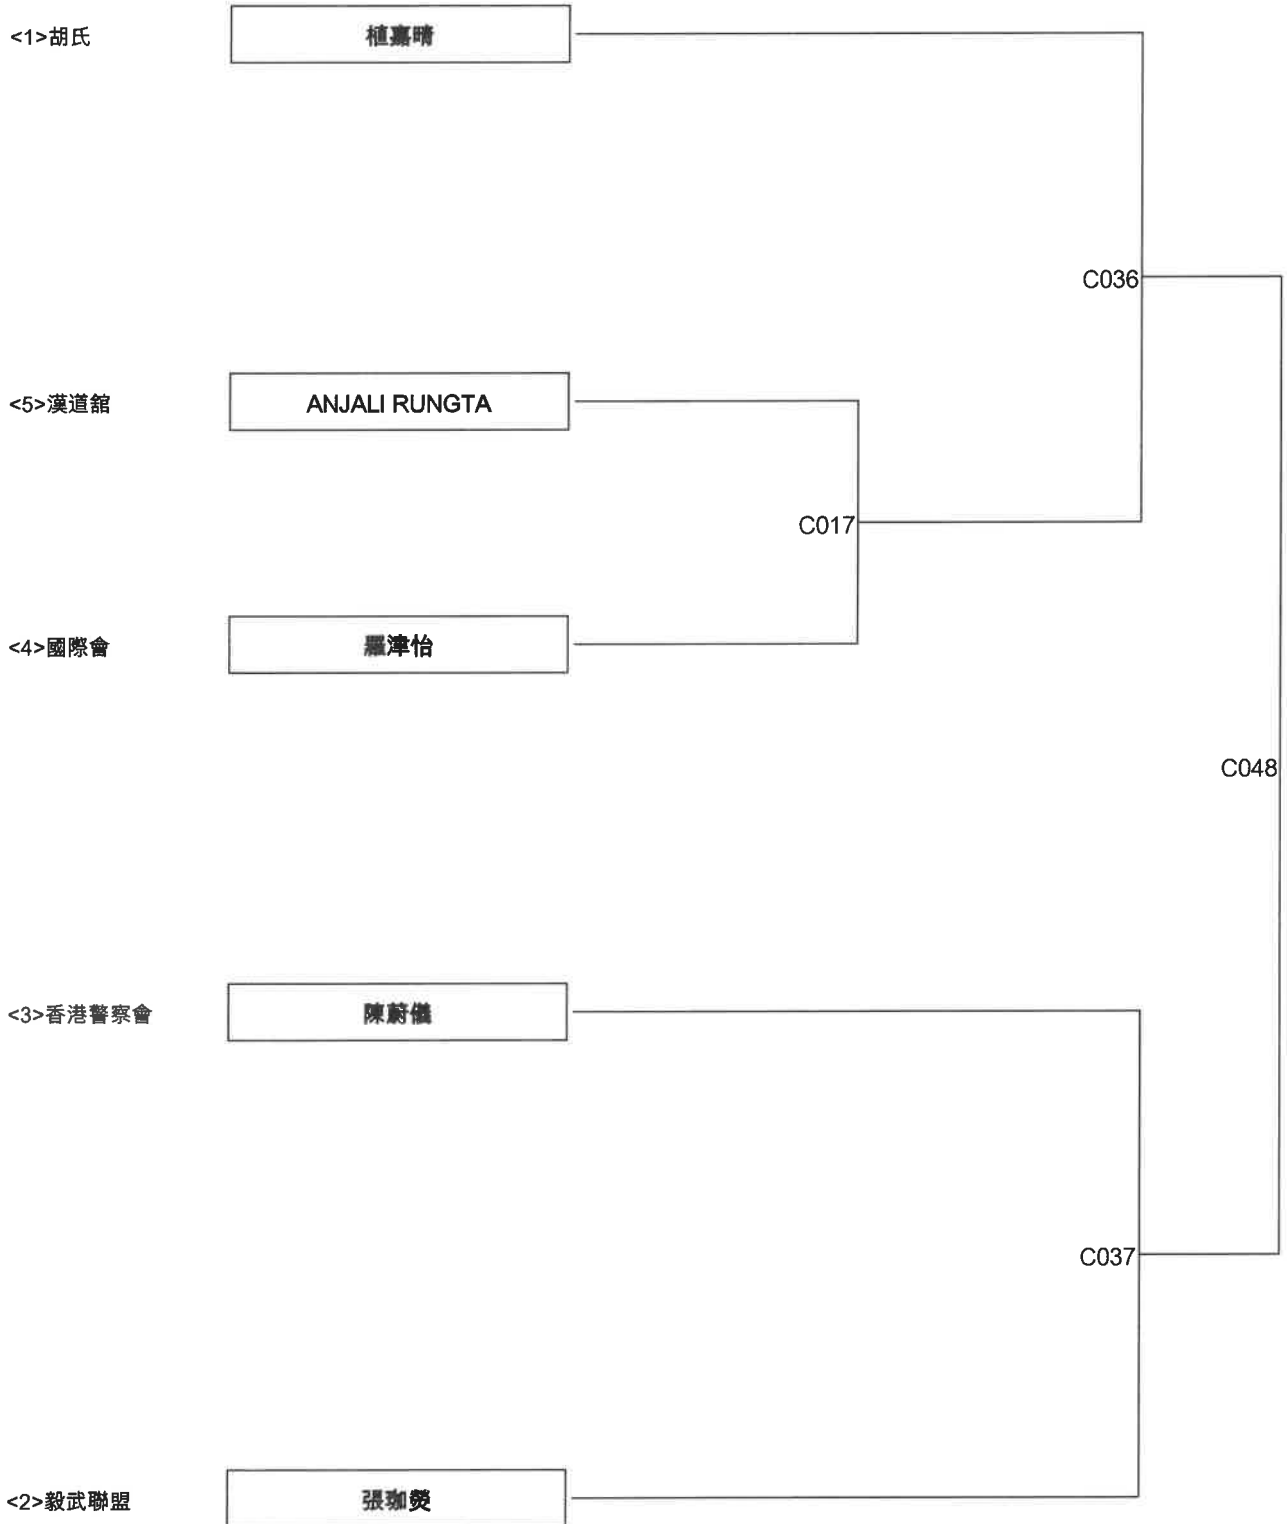 <1>胡氏
植嘉晴
C036
<5>漢道舘
ANJALI RUNGTA
C017
<4>國際會
羅津怡
C048
<3>香港警察會
陳蔚儀
C037
<2>毅武聯盟
張珈熒